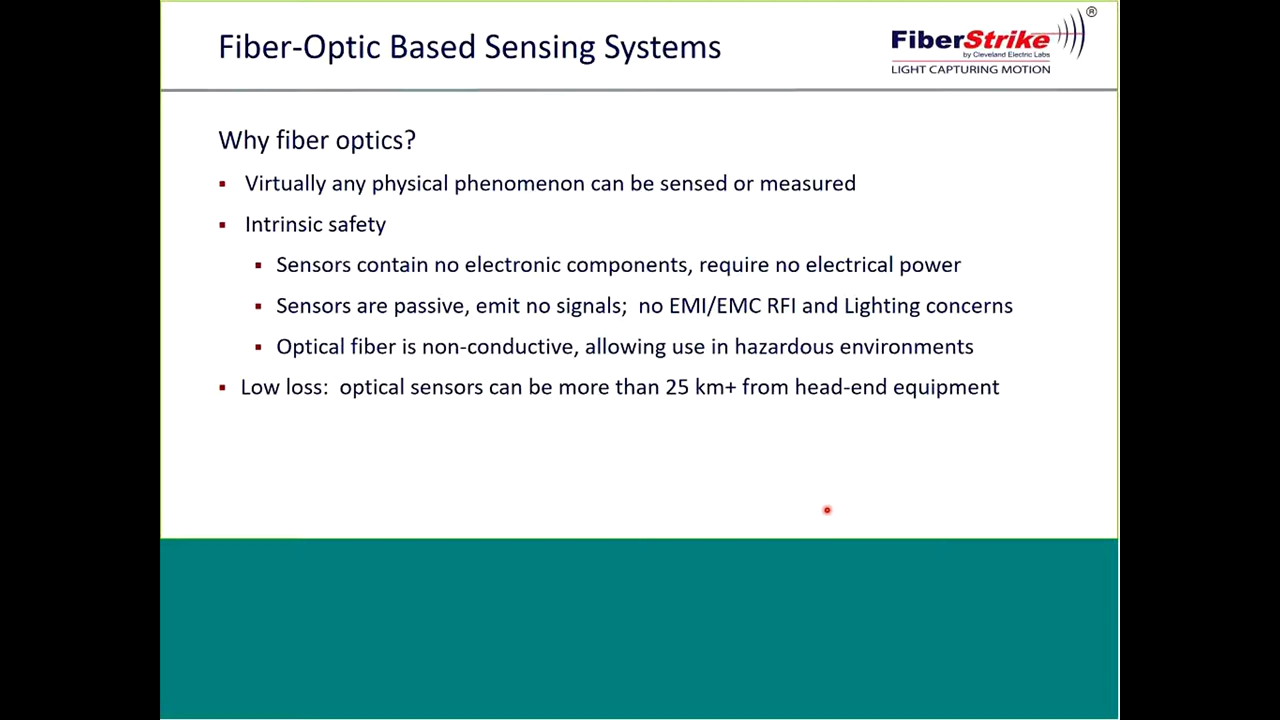 Fiber-Optic Based Sensing Systems
FiberStrike®
by Cleveland Electric Labs
LIGHT CAPTURING MOTION
Why fiber optics?
▪ Virtually any physical phenomenon can be sensed or measured
▪ Intrinsic safety
▪ Sensors contain no electronic components, require no electrical power
▪ Sensors are passive, emit no signals;  no EMI/EMC RFI and Lighting concerns
▪ Optical fiber is non-conductive, allowing use in hazardous environments
▪ Low loss:  optical sensors can be more than 25 km+ from head-end equipment